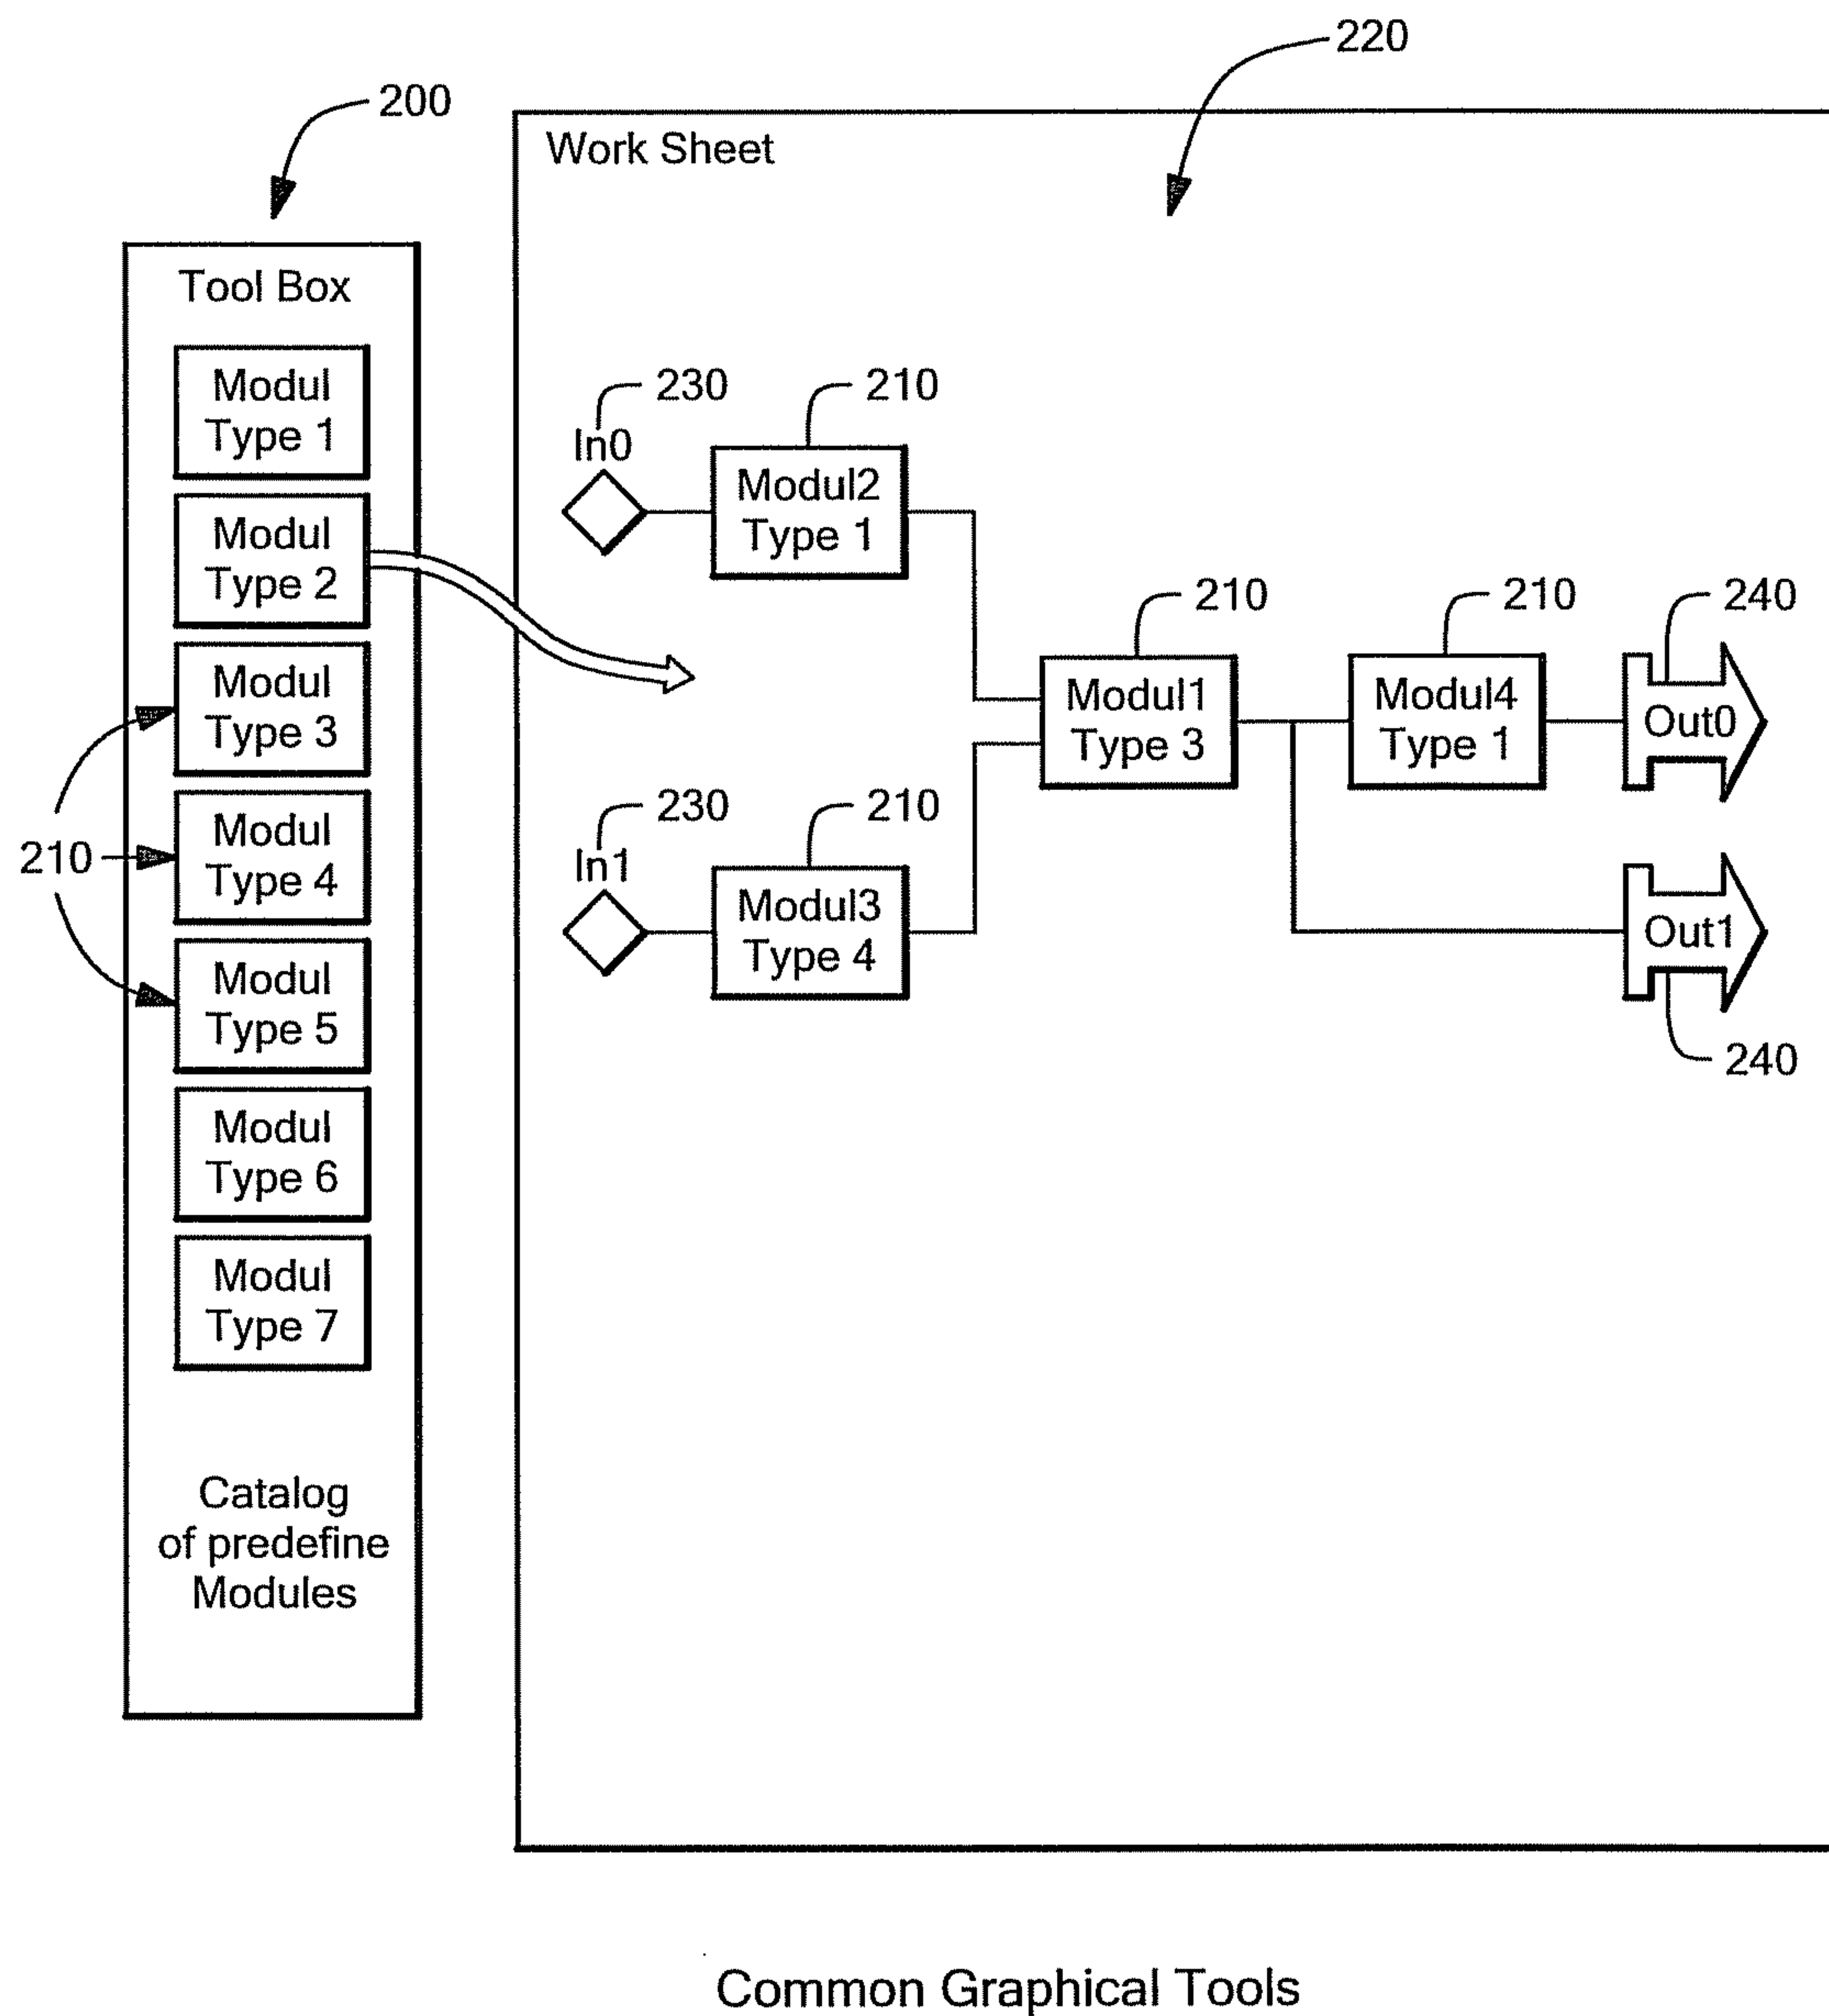 220
200
Work Sheet
Tool Box
Modul
Type 1
Modul
Type 2
Modul
Type 3
Modul
Type 4
Modul
Type 5
Modul
Type 6
Modul
Type 7
210
Catalog
of predefine
Modules
230
In0
210
Modul2
Type 1
210
Modul1
Type 3
210
Modul4
Type 1
240
Out0
230
In1
210
Modul3
Type 4
Out1
240
Common Graphical Tools